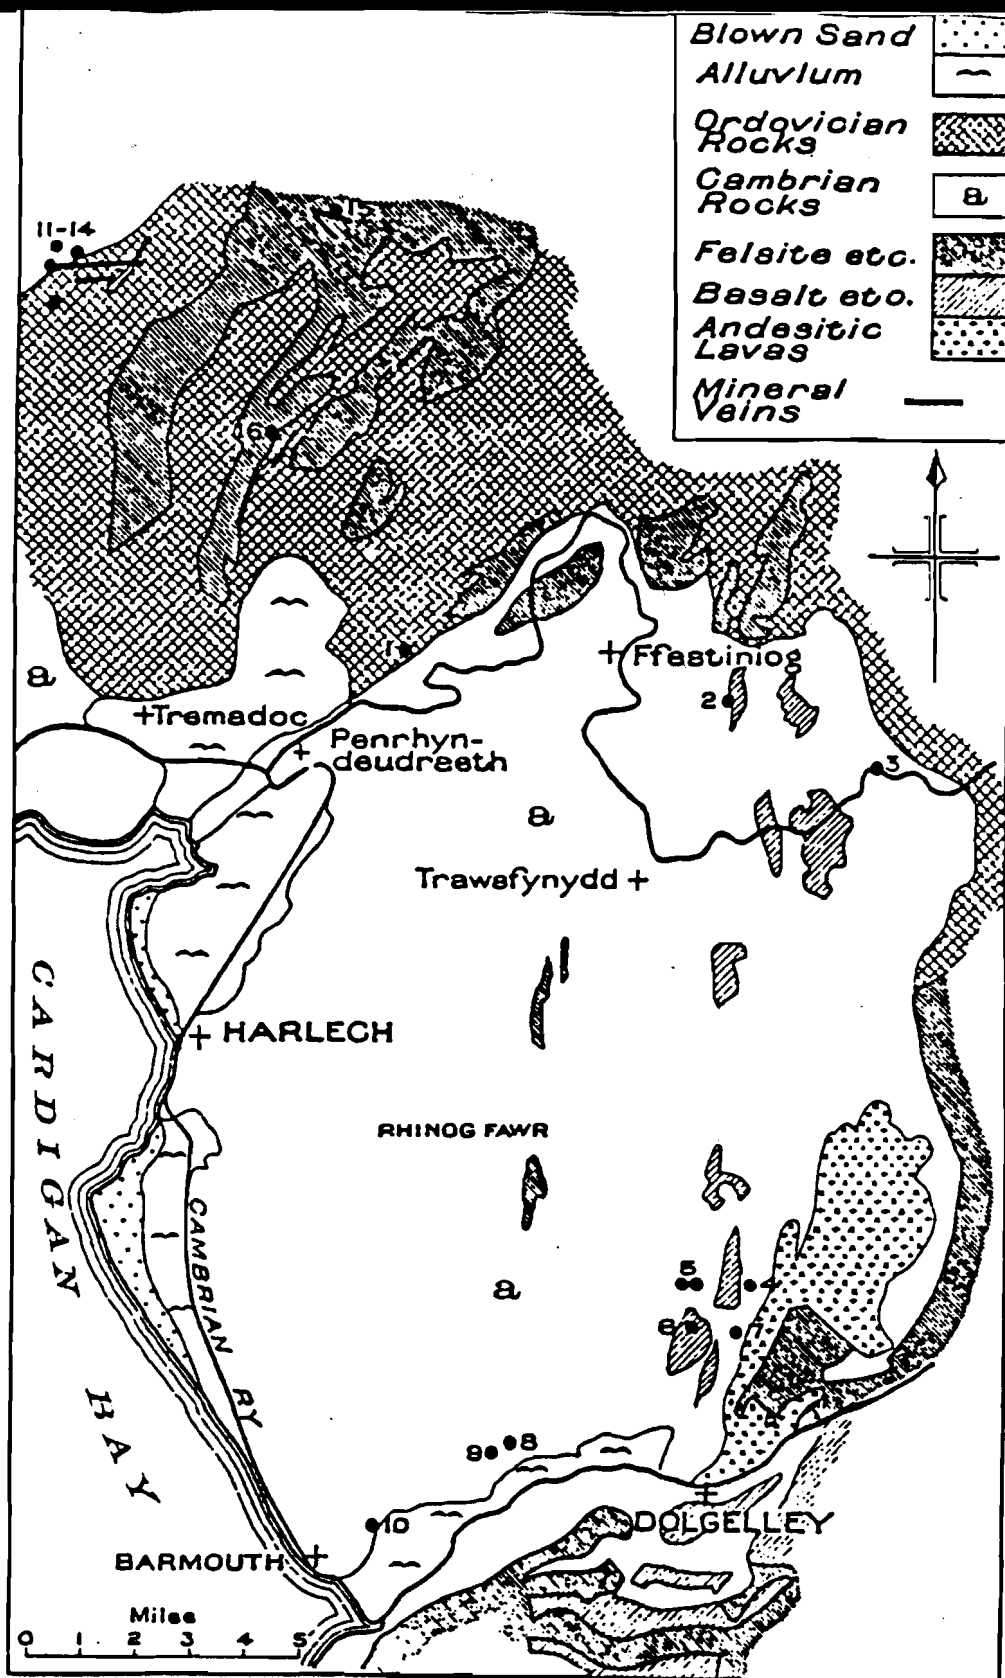 Blown Sand
Alluvium
Ordovician
Rocks
Cambrian
Rocks
a
Felsite etc.
Basalt etc.
Andesitic
Lavas
Mineral
Veins
11-14
15
6
1
a
Tremadoc
Ffestiniog
2
Penrhyn-
deudraeth
3
a
Trawsfynydd
HARLECH
CARDIGAN
BAY
RHINOG FAWR
CAMBRIAN RY
a
5
4
6
7
9
8
10
DOLGELLEY
BARMOUTH
Miles
0 1 2 3 4 5